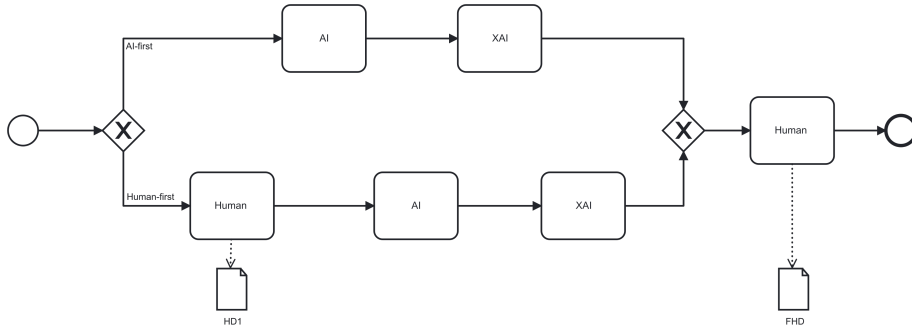 AI
XAI
AI-first
X
X
Human
Human-first
Human
AI
XAI
HD1
FHD